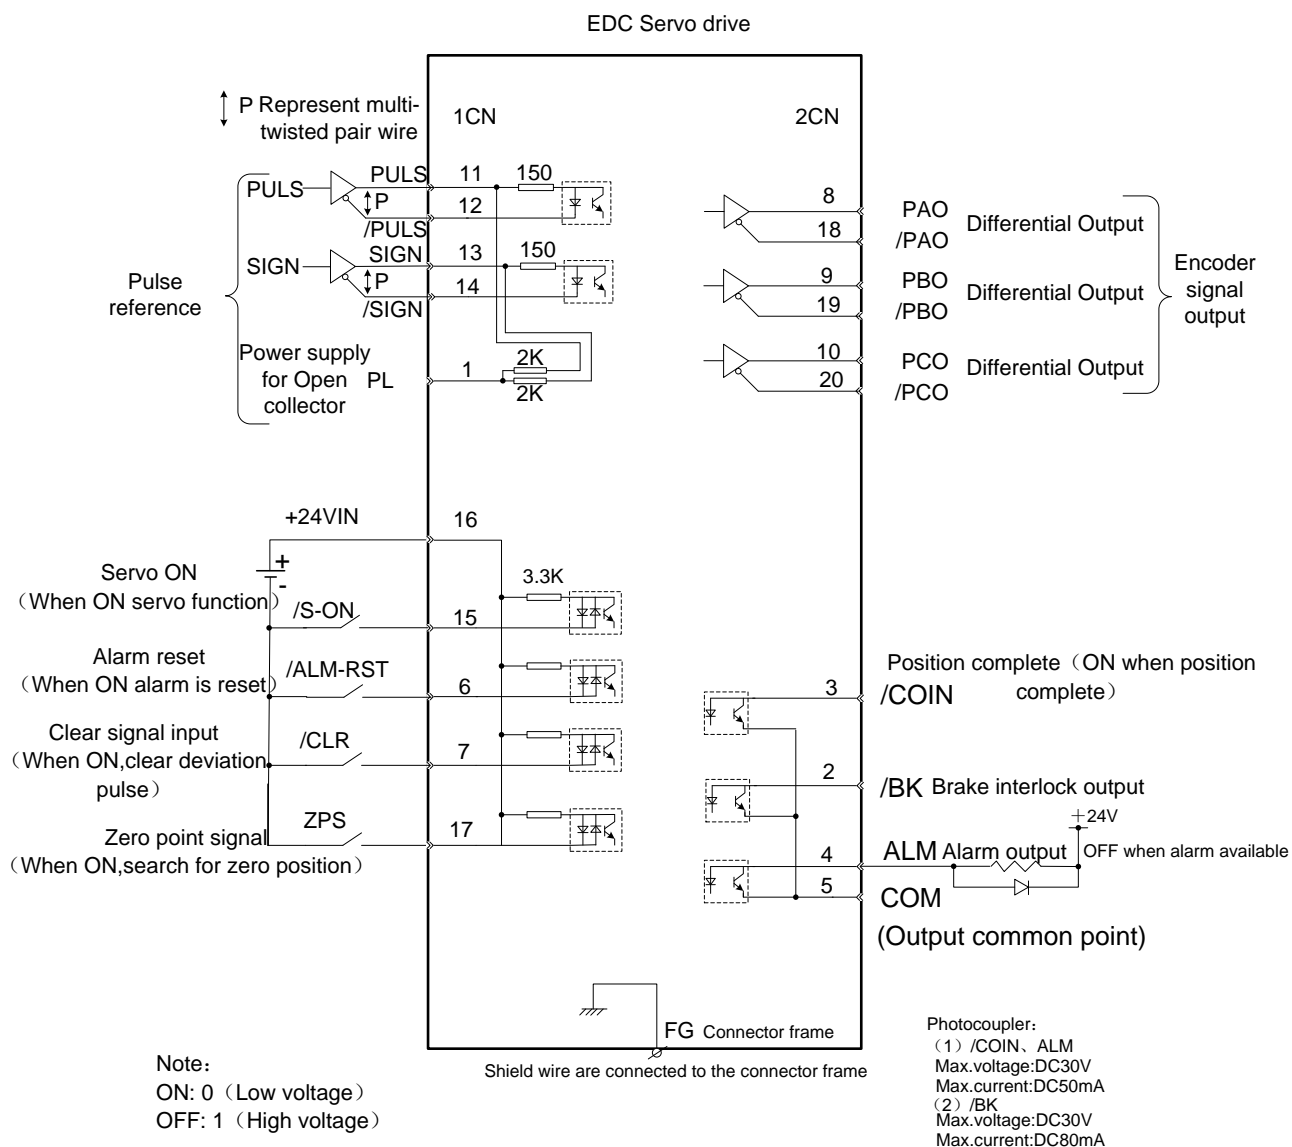 EDC Servo drive
P Represent multi-
twisted pair wire
1CN
2CN
PULS
PULS
11
150
P
12
/PULS
SIGN
SIGN
13
150
P
14
/SIGN
Pulse
reference
Power supply
for Open
collector
PL
1
2K
2K
8
PAO
Differential Output
18
/PAO
9
PBO
Differential Output
19
/PBO
10
PCO
Differential Output
20
/PCO
Encoder
signal
output
+24VIN
16
+
-
Servo ON
（When ON servo function）
/S-ON
15
3.3K
Alarm reset
（When ON alarm is reset）
/ALM-RST
6
Clear signal input
（When ON,clear deviation
pulse）
/CLR
7
Zero point signal
（When ON,search for zero position）
ZPS
17
Position complete（ON when position
complete）
3
/COIN
2
/BK Brake interlock output
＋24V
4
ALM Alarm output
OFF when alarm available
5
COM
(Output common point)
FG Connector frame
Shield wire are connected to the connector frame
Note：
ON: 0（Low voltage）
OFF: 1（High voltage）
Photocoupler：
（1）/COIN、ALM
Max.voltage:DC30V
Max.current:DC50mA
（2）/BK
Max.voltage:DC30V
Max.current:DC80mA